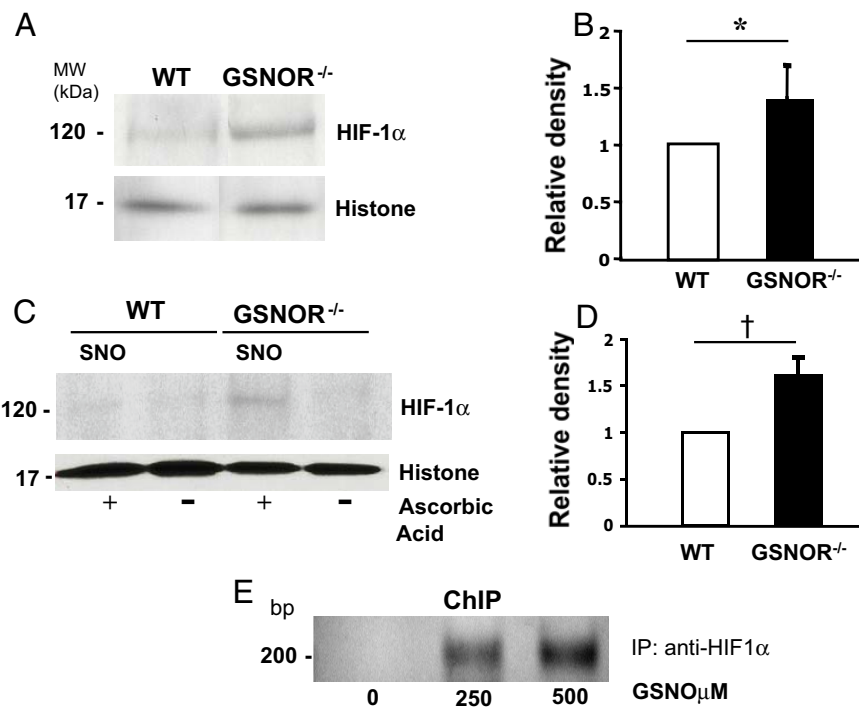 A
MW
(kDa)
WT GSNOR-/-
120 - HIF-1α
17 - Histone
B
*
Relative density
2
1.5
1
0.5
0
WT GSNOR-/-
C
WT GSNOR-/-
SNO SNO
120 - HIF-1α
17 - Histone
+ - + - Ascorbic
Acid
D
†
Relative density
2
1.5
1
0.5
0
WT GSNOR-/-
E
bp ChIP
200 - IP: anti-HIF1α
0 250 500 GSNOμM